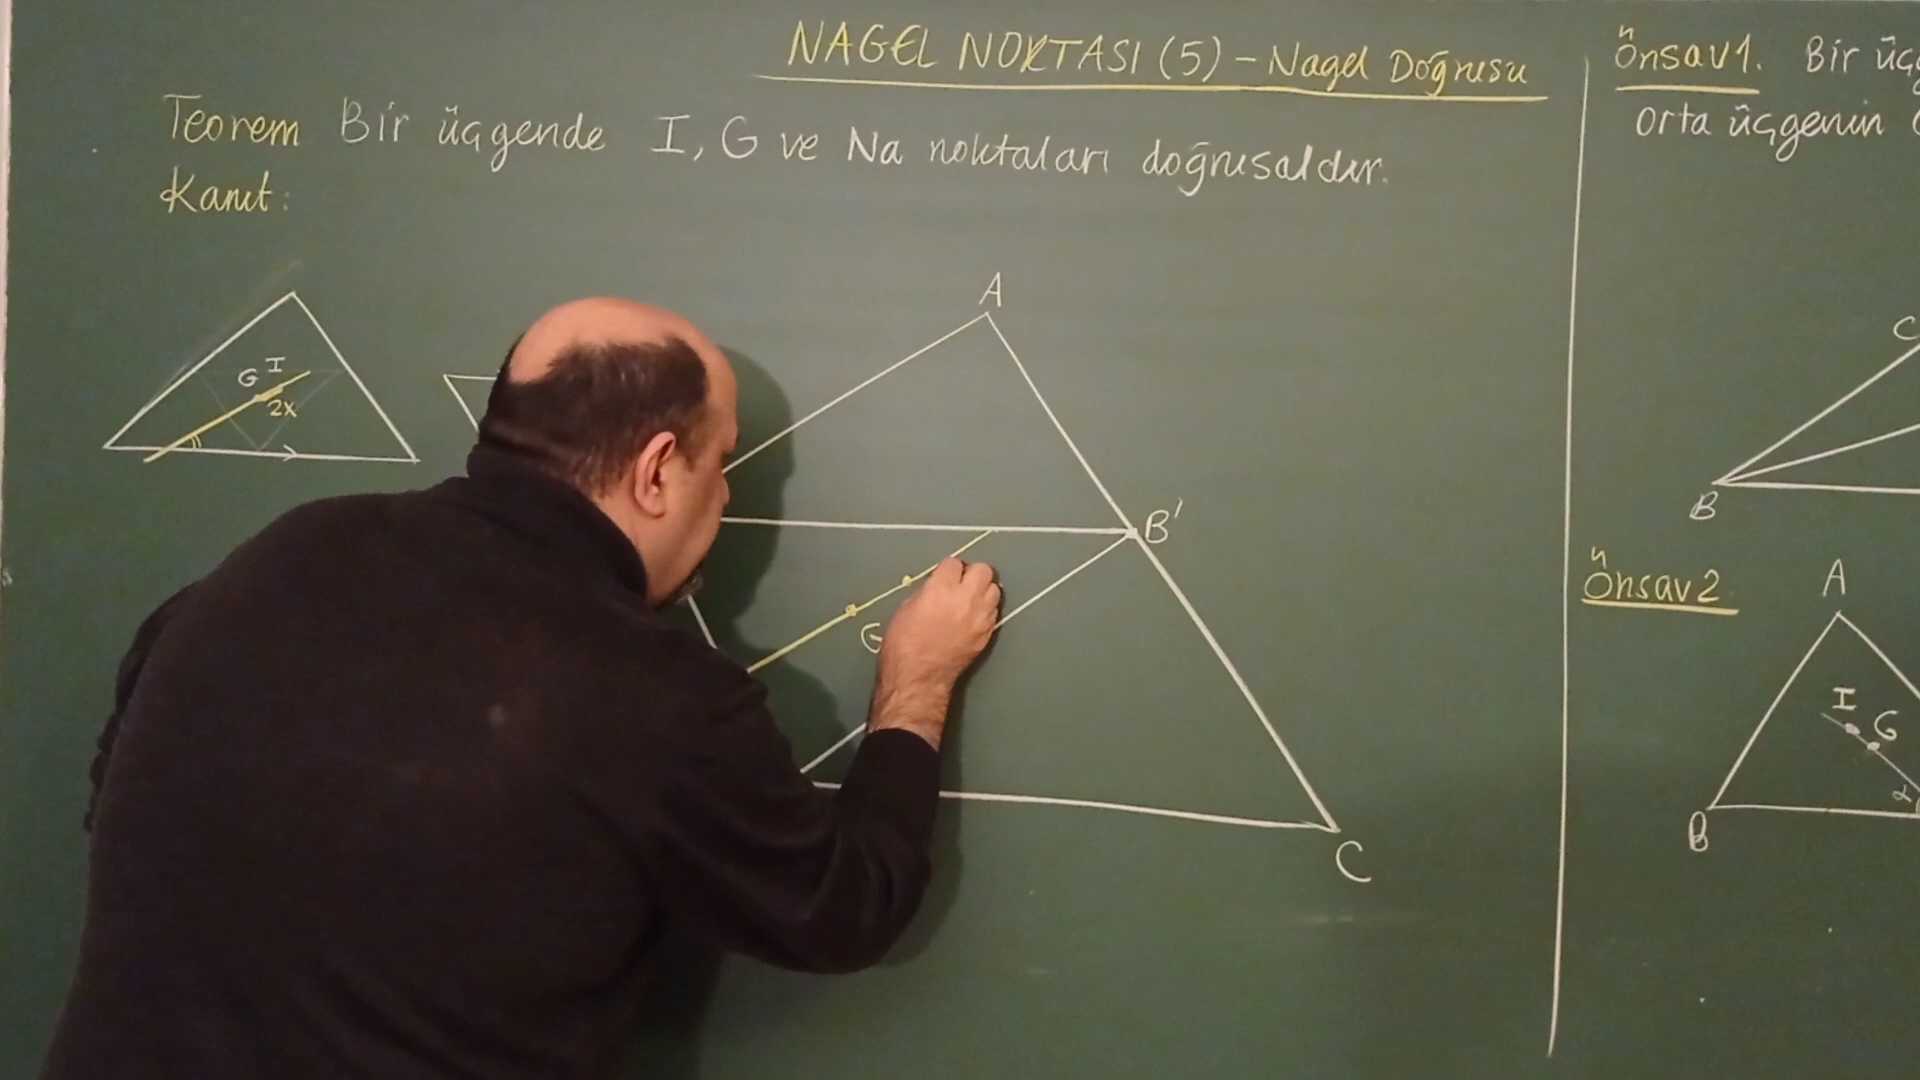 NAGEL NOKTASI (5) - Nagel Doğrusu
Teorem Bir üçgende I, G ve Na noktaları doğrusaldır.
Kanıt:
G I
2x
A
B'
G
C
Önsav1. Bir
orta üçgenin
C
B
Önsav2
A
I
G
α
B